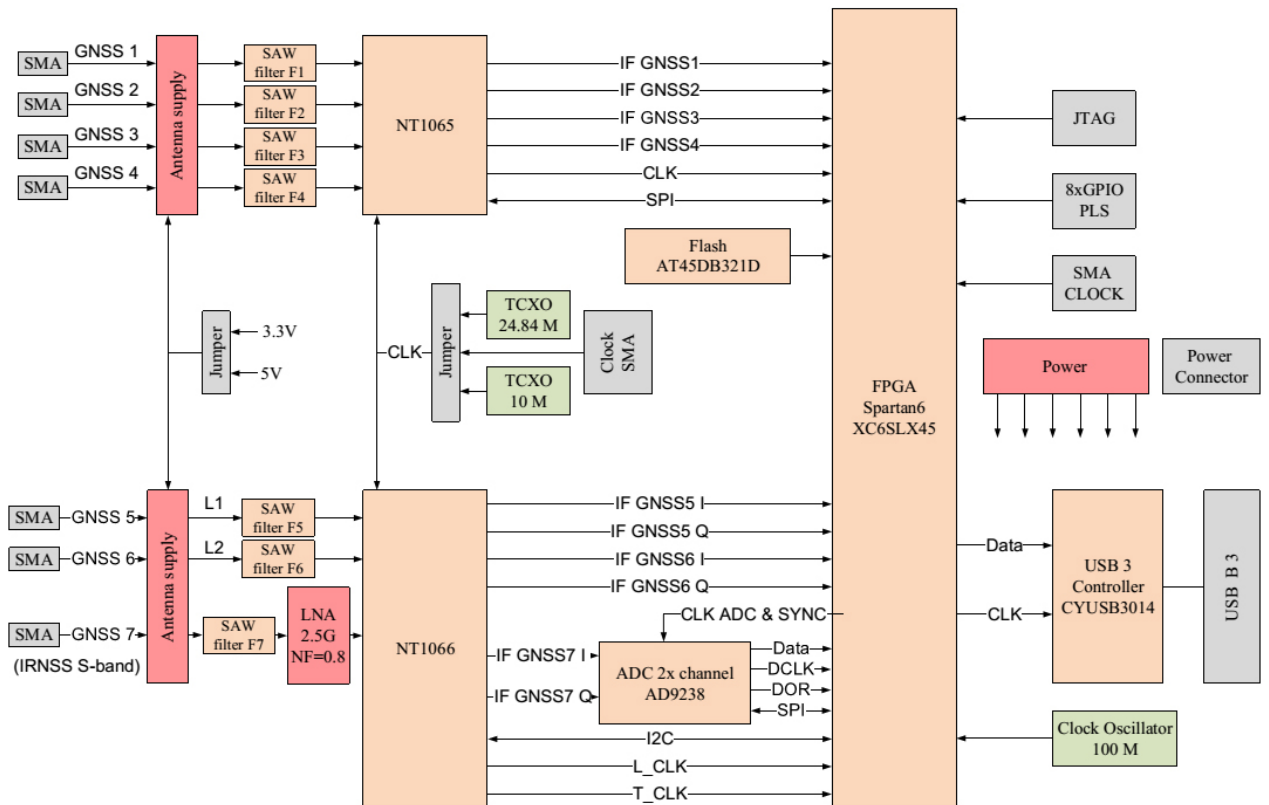 SMA
GNSS 1
SMA
GNSS 2
SMA
GNSS 3
SMA
GNSS 4
Antenna supply
SAW
filter F1
SAW
filter F2
SAW
filter F3
SAW
filter F4
NT1065
IF GNSS1
IF GNSS2
IF GNSS3
IF GNSS4
CLK
SPI
Flash
AT45DB321D
Jumper
3.3V
5V
CLK
Jumper
TCXO
24.84 M
TCXO
10 M
Clock
SMA
FPGA
Spartan6
XC6SLX45
JTAG
8xGPIO
PLS
SMA
CLOCK
Power
Power
Connector
SMA
GNSS 5
SMA
GNSS 6
SMA
GNSS 7
(IRNSS S-band)
Antenna supply
L1
L2
SAW
filter F5
SAW
filter F6
SAW
filter F7
LNA
2.5G
NF=0.8
NT1066
IF GNSS5 I
IF GNSS5 Q
IF GNSS6 I
IF GNSS6 Q
CLK ADC & SYNC
IF GNSS7 I
IF GNSS7 Q
ADC 2x channel
AD9238
Data
DCLK
DOR
SPI
I2C
L_CLK
T_CLK
Data
CLK
USB 3
Controller
CYUSB3014
USB B 3
Clock Oscillator
100 M